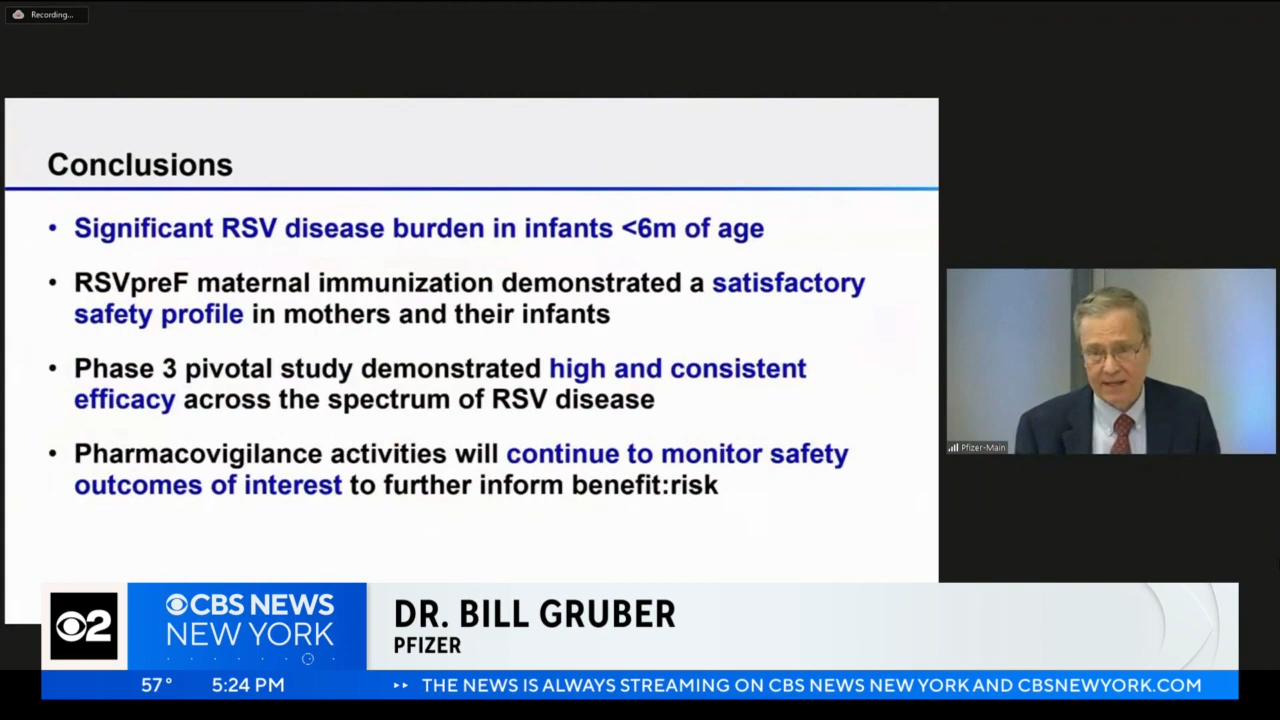 Recording...
Conclusions
• Significant RSV disease burden in infants <6m of age
• RSVpreF maternal immunization demonstrated a satisfactory
safety profile in mothers and their infants
• Phase 3 pivotal study demonstrated high and consistent
efficacy across the spectrum of RSV disease
• Pharmacovigilance activities will continue to monitor safety
outcomes of interest to further inform benefit:risk
Pfizer-Main
2
CBS NEWS
NEW YORK
DR. BILL GRUBER
PFIZER
57° 5:24 PM THE NEWS IS ALWAYS STREAMING ON CBS NEWS NEW YORK AND CBSNEWYORK.COM